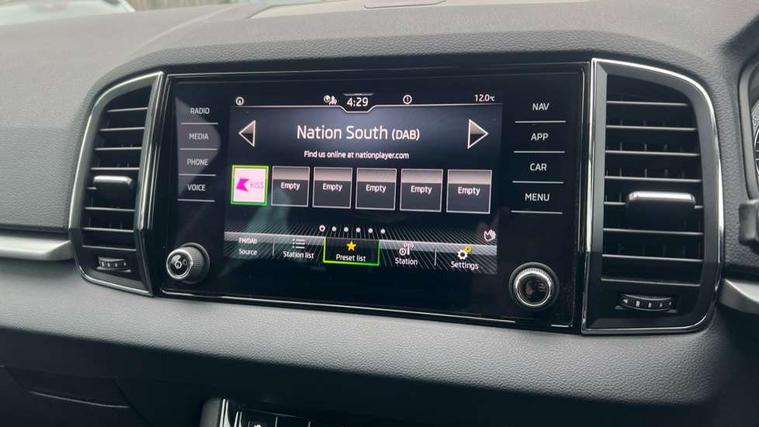 4:29
12.0°C
RADIO
MEDIA
PHONE
VOICE
Nation South (DAB)
Find us online at nationplayer.com
KISS
Empty
Empty
Empty
Empty
Empty
FM/DAB
Source
Station list
Preset list
Station
Settings
NAV
APP
CAR
MENU